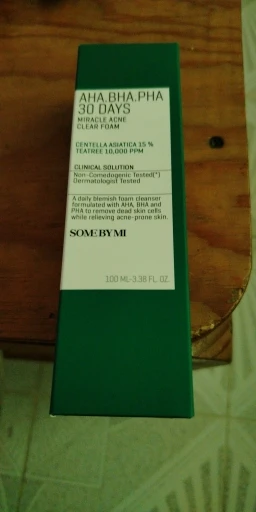 AHA.BHA.PHA
30 DAYS
MIRACLE ACNE
CLEAR FOAM
CENTELLA ASIATICA 15 %
TEATREE 10,000 PPM
CLINICAL SOLUTION
Non-Comedogenic Tested(*)
Dermatologist Tested
A daily blemish foam cleanser
formulated with AHA, BHA and
PHA to remove dead skin cells
while relieving acne-prone skin.
SOME BY MI
100 ML-3.38 FL. OZ.